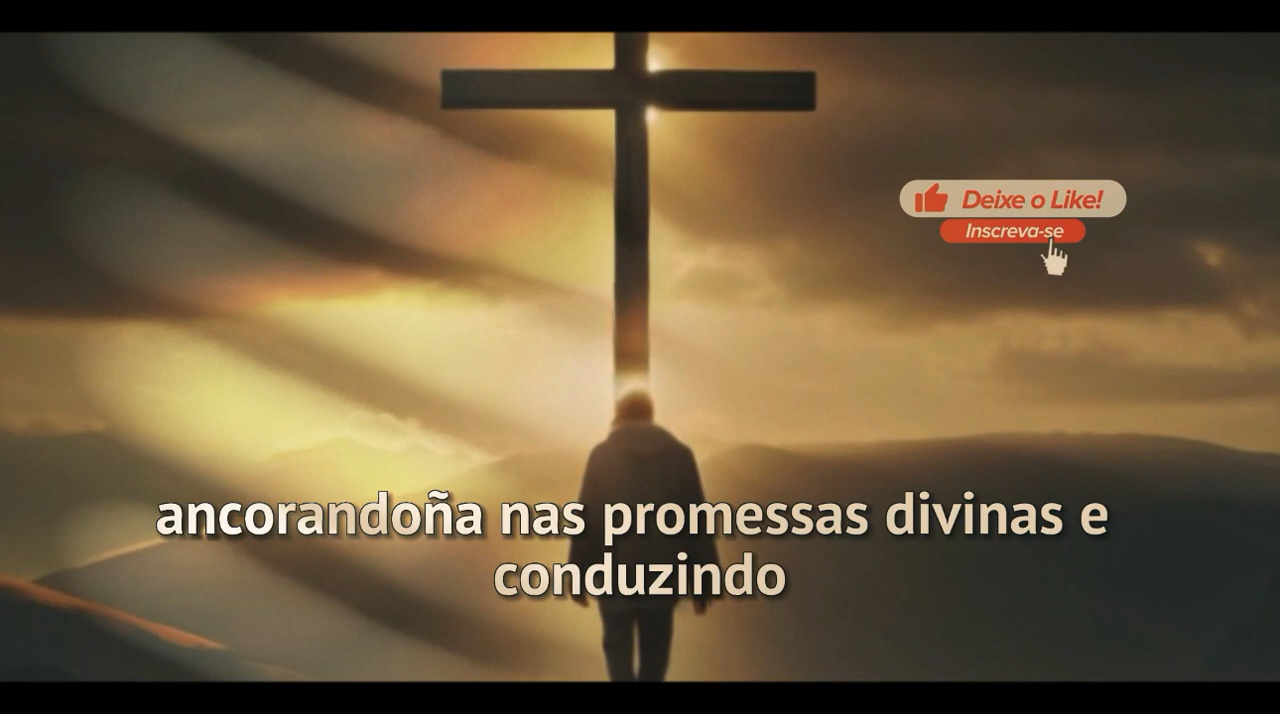 Deixe o Like!
Inscreva-se
ancorandoña nas promessas divinas e
conduzindo